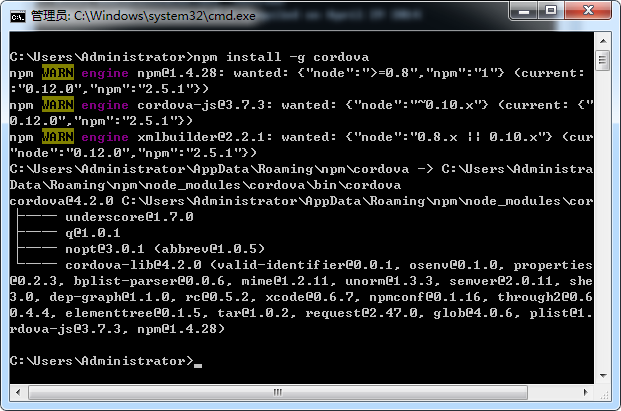 管理员: C:\Windows\system32\cmd.exe
C:\Users\Administrator>npm install -g cordova
npm WARN engine npm@1.4.28: wanted: {"node":">=0.8","npm":"1"} (current:
:"0.12.0","npm":"2.5.1"})
npm WARN engine cordova-js@3.7.3: wanted: {"node":"~0.10.x"} (current: {"
0.12.0","npm":"2.5.1"})
npm WARN engine xmlbuilder@2.2.1: wanted: {"node":"0.8.x || 0.10.x"} (cur
"node":"0.12.0","npm":"2.5.1"})
C:\Users\Administrator\AppData\Roaming\npm\cordova -> C:\Users\Administra
Data\Roaming\npm\node_modules\cordova\bin\cordova
cordova@4.2.0 C:\Users\Administrator\AppData\Roaming\npm\node_modules\cor
├── underscore@1.7.0
├── q@1.0.1
├── nopt@3.0.1 (abbrev@1.0.5)
└── cordova-lib@4.2.0 (valid-identifier@0.0.1, osenv@0.1.0, properties
@0.2.3, bplist-parser@0.0.6, mime@1.2.11, unorm@1.3.3, semver@2.0.11, she
3.0, dep-graph@1.1.0, rc@0.5.2, xcode@0.6.7, npmconf@0.1.16, through2@0.6
0.4.4, elementtree@0.1.5, tar@1.0.2, request@2.47.0, glob@4.0.6, plist@1.
rdova-js@3.7.3, npm@1.4.28)
C:\Users\Administrator>